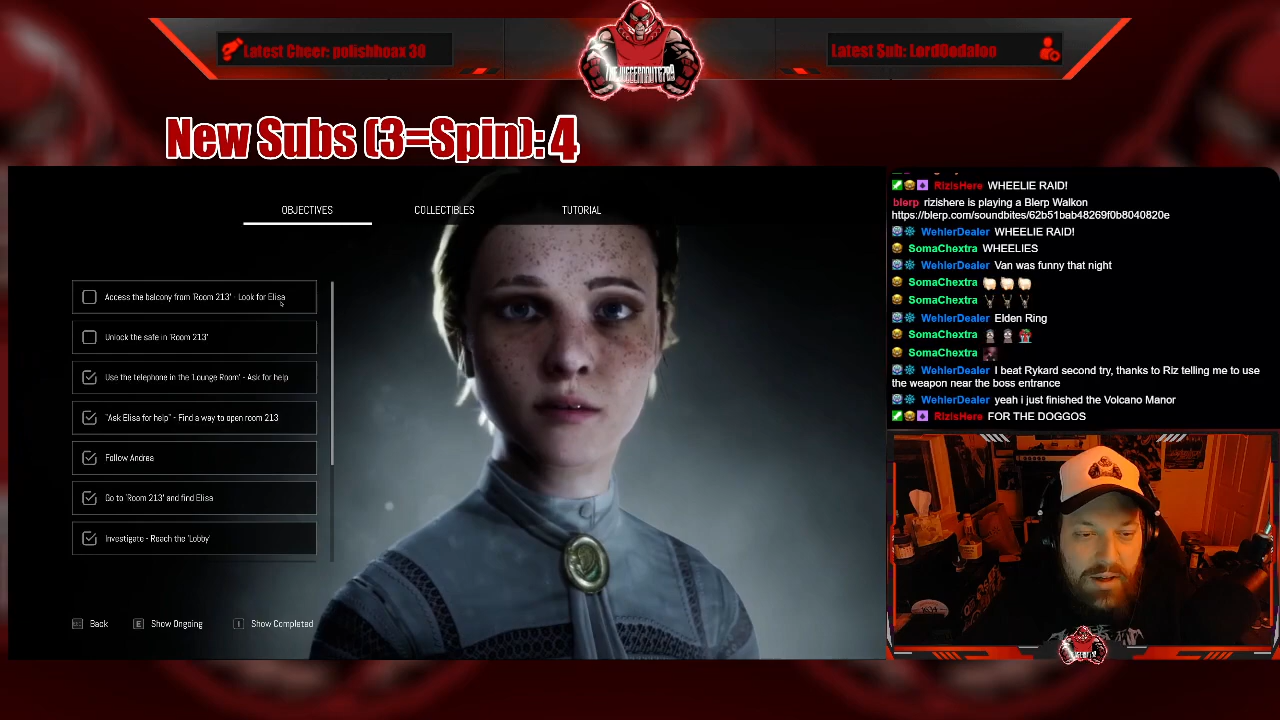 Latest Cheer: polishhoax 30
THEJUGGERNAUT789
Latest Sub: LordOodaloo
New Subs (3=Spin): 4
OBJECTIVES
COLLECTIBLES
TUTORIAL
Access the balcony from 'Room 213' - Look for Elisa
Unlock the safe in 'Room 213'
Use the telephone in the 'Lounge Room' - Ask for help
"Ask Elisa for help" - Find a way to open room 213
Follow Andrea
Go to 'Room 213' and find Elisa
Investigate - Reach the 'Lobby'
Back
E Show Ongoing
Show Completed
RizIsHere WHEELIE RAID!
blerp rizishere is playing a Blerp Walkon
https://blerp.com/soundbites/62b51bab48269f0b8040820e
WehlerDealer WHEELIE RAID!
SomaChextra WHEELIES
WehlerDealer Van was funny that night
SomaChextra
SomaChextra
WehlerDealer Elden Ring
SomaChextra
SomaChextra
WehlerDealer I beat Rykard second try, thanks to Riz telling me to use
the weapon near the boss entrance
WehlerDealer yeah i just finished the Volcano Manor
RizIsHere FOR THE DOGGOS